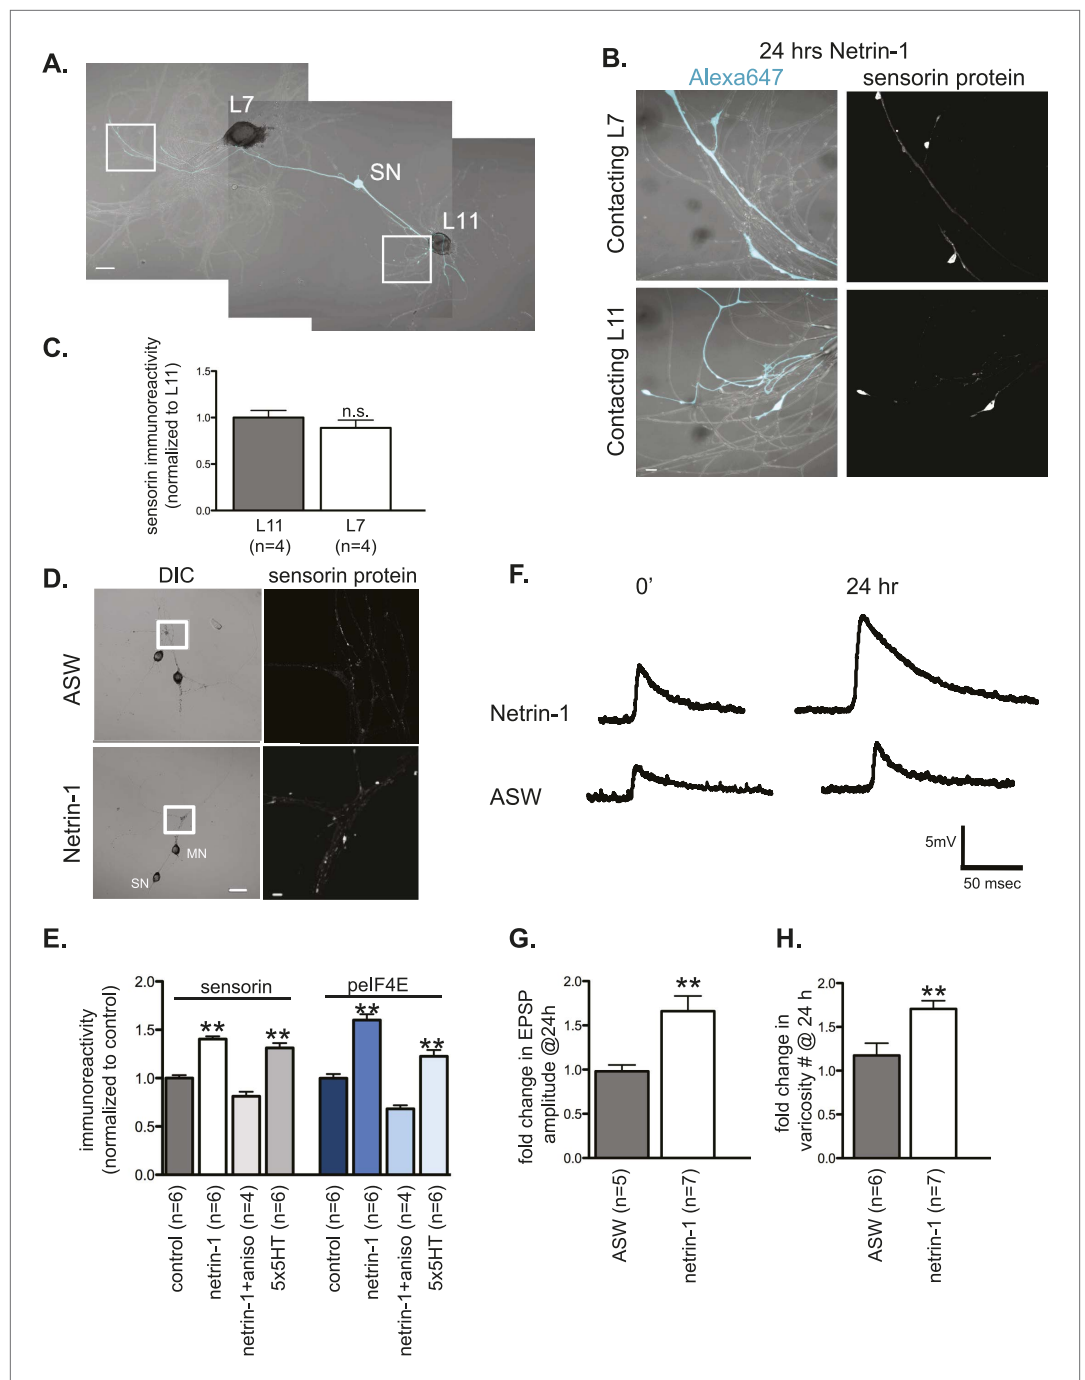 A.
L7
SN
L11
B.
24 hrs Netrin-1
Alexa647
sensorin protein
Contacting L7
Contacting L11
C.
sensorin immunoreactivity
(normalized to L11)
1.5
1.0
0.5
0.0
n.s.
L11
(n=4)
L7
(n=4)
D.
DIC
sensorin protein
ASW
Netrin-1
MN
SN
F.
0’
24 hr
Netrin-1
ASW
5mV
50 msec
E.
immunoreactivity
(normalized to control)
2.0
1.5
1.0
0.5
0.0
sensorin
peIF4E
**
**
**
**
control (n=6)
netrin-1 (n=6)
netrin-1+aniso (n=4)
5x5HT (n=6)
control (n=6)
netrin-1 (n=6)
netrin-1+aniso (n=4)
5x5HT (n=6)
G.
fold change in EPSP
amplitude @24h
2.0
1.5
1.0
0.5
0.0
**
ASW (n=5)
netrin-1 (n=7)
H.
fold change in
varicosity # @ 24 h
2.0
1.5
1.0
0.5
0.0
**
ASW (n=6)
netrin-1 (n=7)